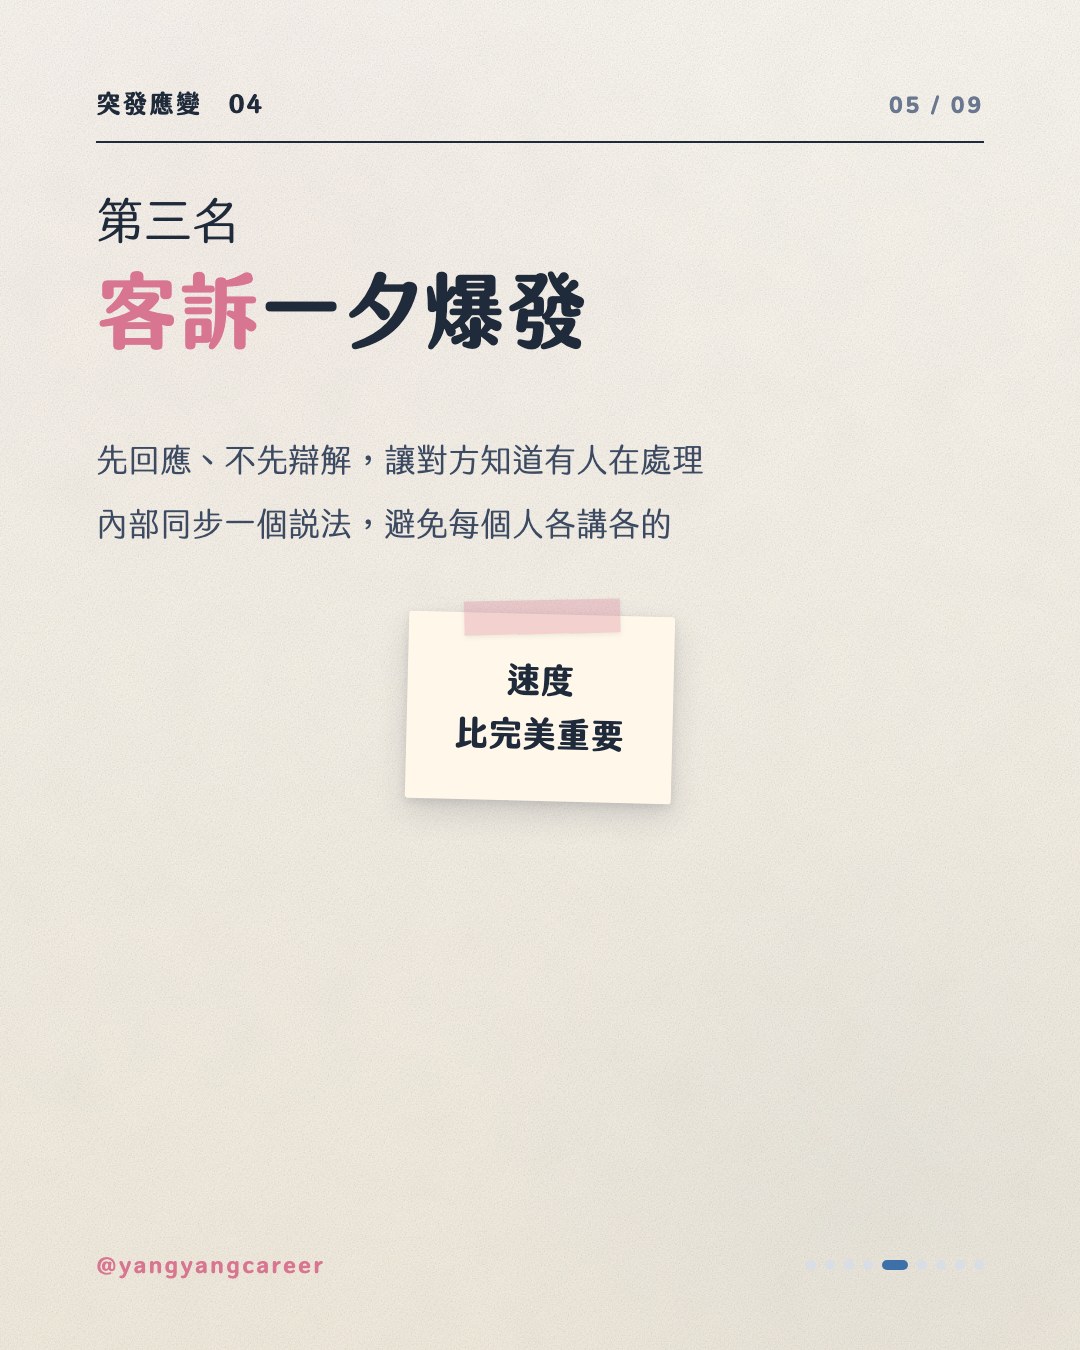 突發應變 04
05 / 09
第三名
客訴一夕爆發
先回應、不先辯解，讓對方知道有人在處理
內部同步一個説法，避免每個人各講各的
速度
比完美重要
@yangyangcareer